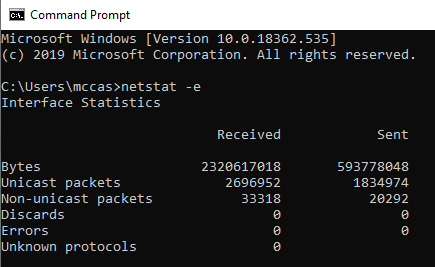 Command Prompt
Microsoft Windows [Version 10.0.18362.535]
(c) 2019 Microsoft Corporation. All rights reserved.
C:\Users\mccas>netstat -e
Interface Statistics
Received Sent
Bytes 2320617018 593778048
Unicast packets 2696952 1834974
Non-unicast packets 33318 20292
Discards 0 0
Errors 0 0
Unknown protocols 0